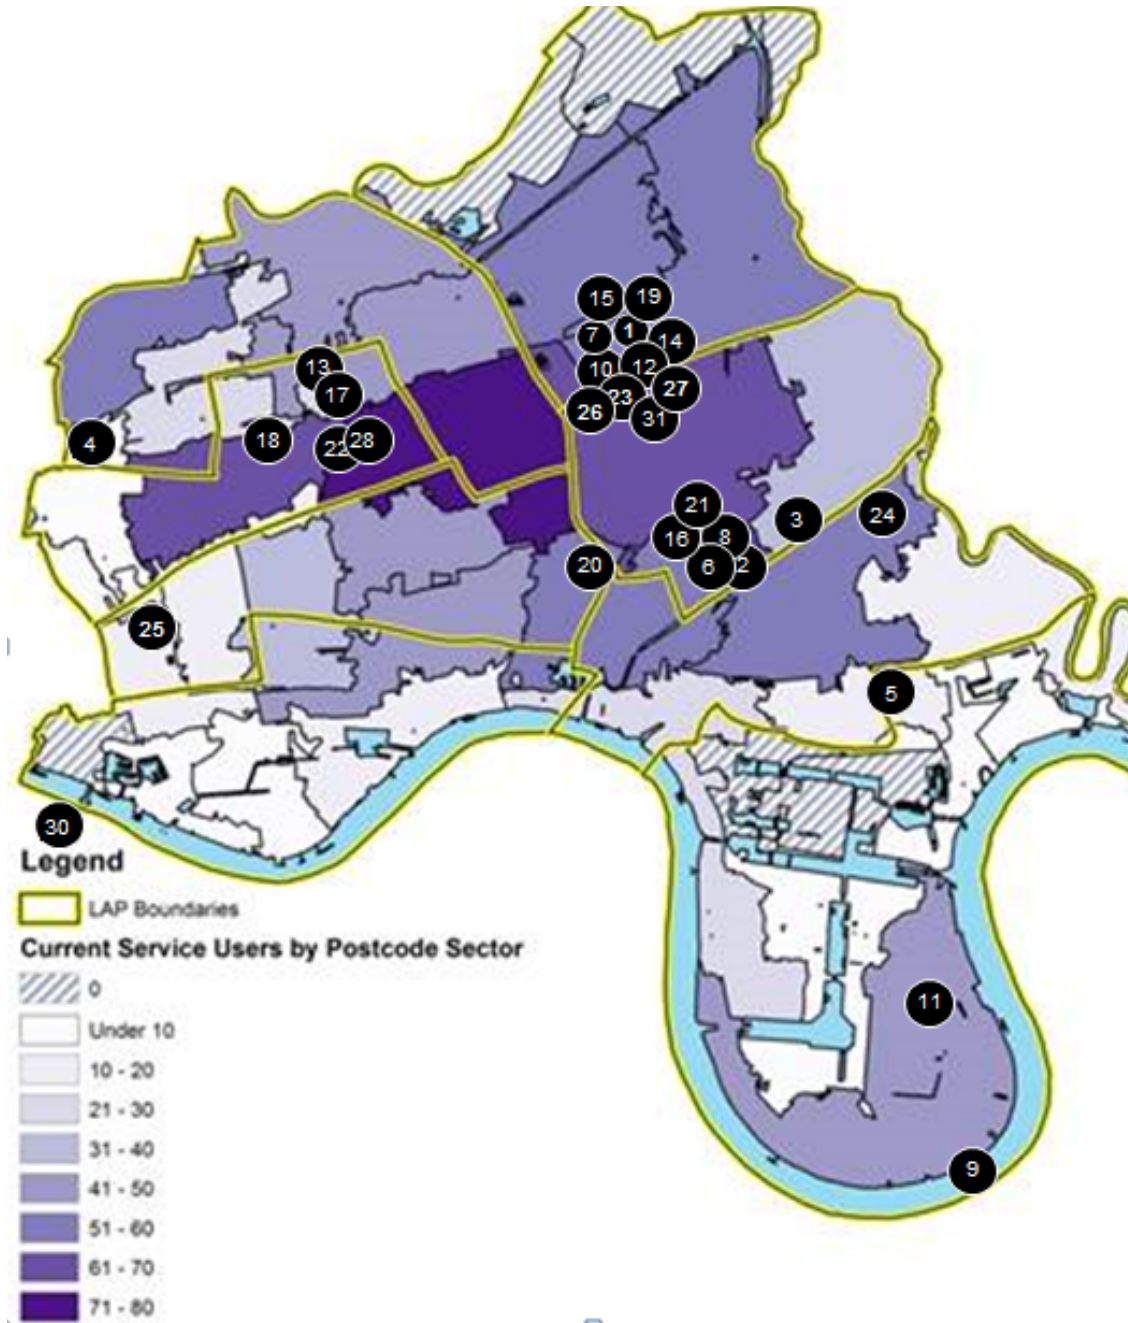 15 19
7 1 14
10 12
13
17 23 27
26 31
4 18 22 28
21 3 24
16 8
20 6 2
25
5
30
Legend
LAP Boundaries
Current Service Users by Postcode Sector
0
Under 10
10 - 20
21 - 30
31 - 40
41 - 50
51 - 60
61 - 70
71 - 80
11
9